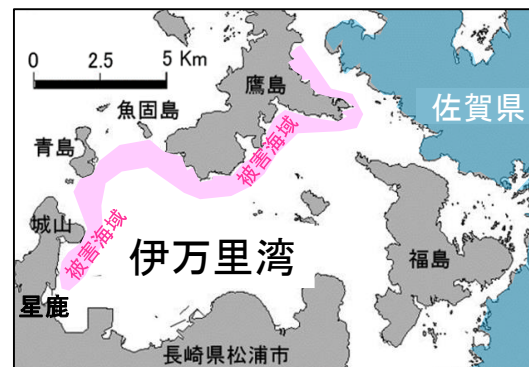 0 2.5 5 Km
鷹島
魚固島
佐賀県
青島
被害海域
城山
被害海域
伊万里湾
福島
星鹿
長崎県松浦市